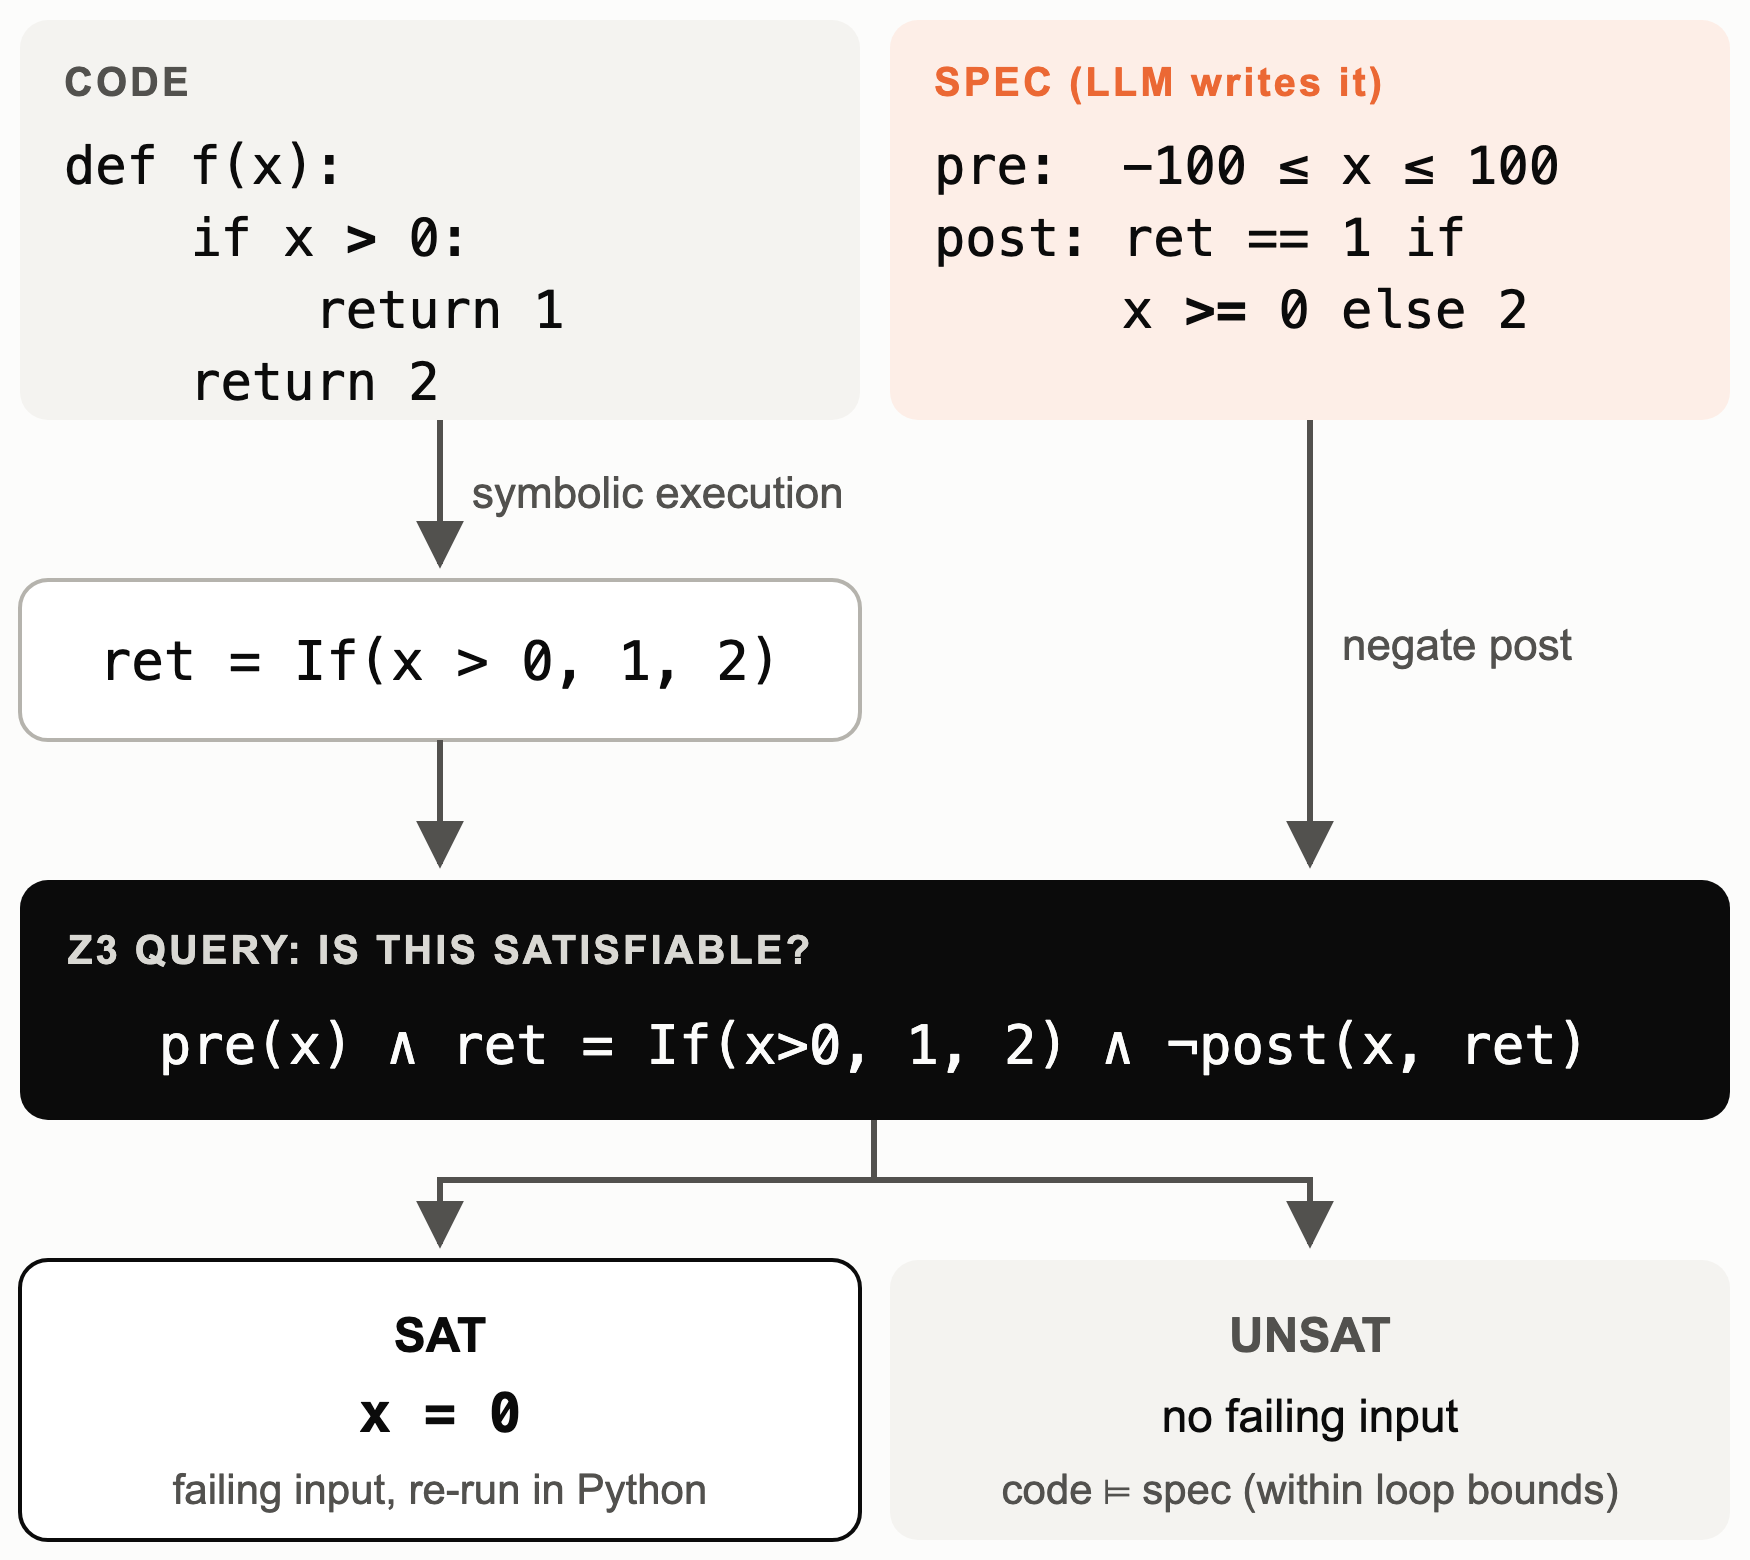 CODE
def f(x):
    if x > 0:
        return 1
    return 2
SPEC (LLM writes it)
pre:  −100 ≤ x ≤ 100
post: ret == 1 if
      x >= 0 else 2
symbolic execution
negate post
ret = If(x > 0, 1, 2)
Z3 QUERY: IS THIS SATISFIABLE?
pre(x) ∧ ret = If(x>0, 1, 2) ∧ ¬post(x, ret)
SAT
x = 0
failing input, re-run in Python
UNSAT
no failing input
code ⊨ spec (within loop bounds)